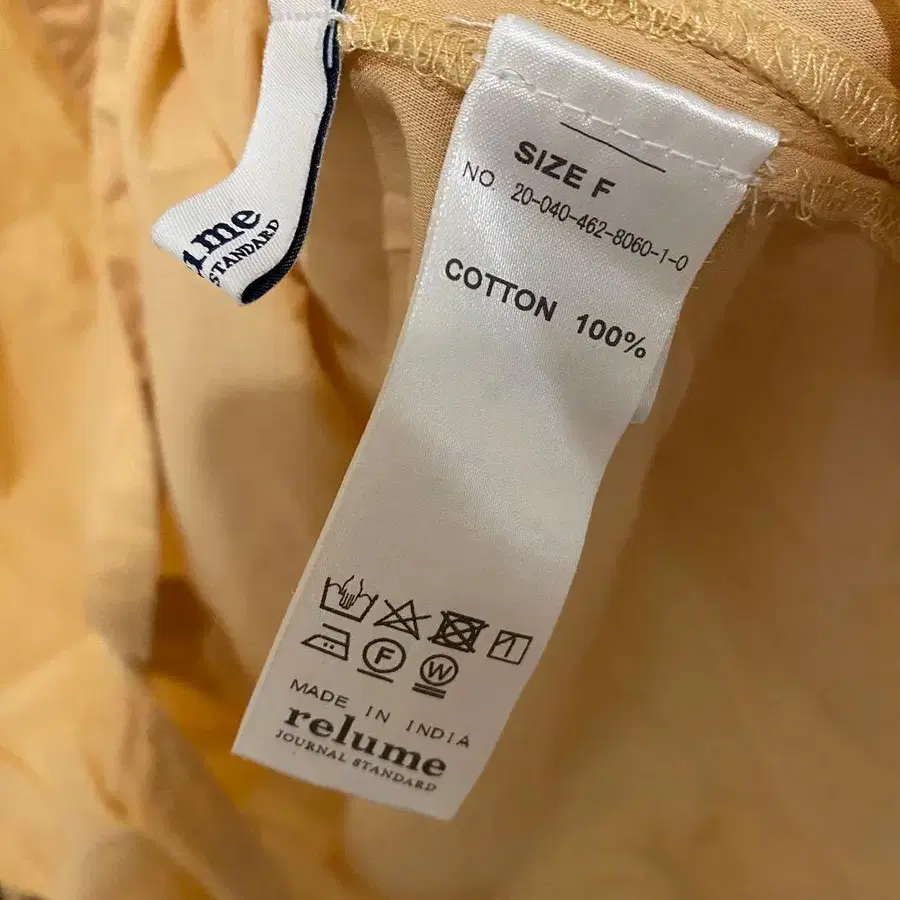 ume
STANDARD
SIZE F
NO. 20-040-462-8060-1-0
COTTON 100%
F
W
MADE IN INDIA
relume
JOURNAL STANDARD